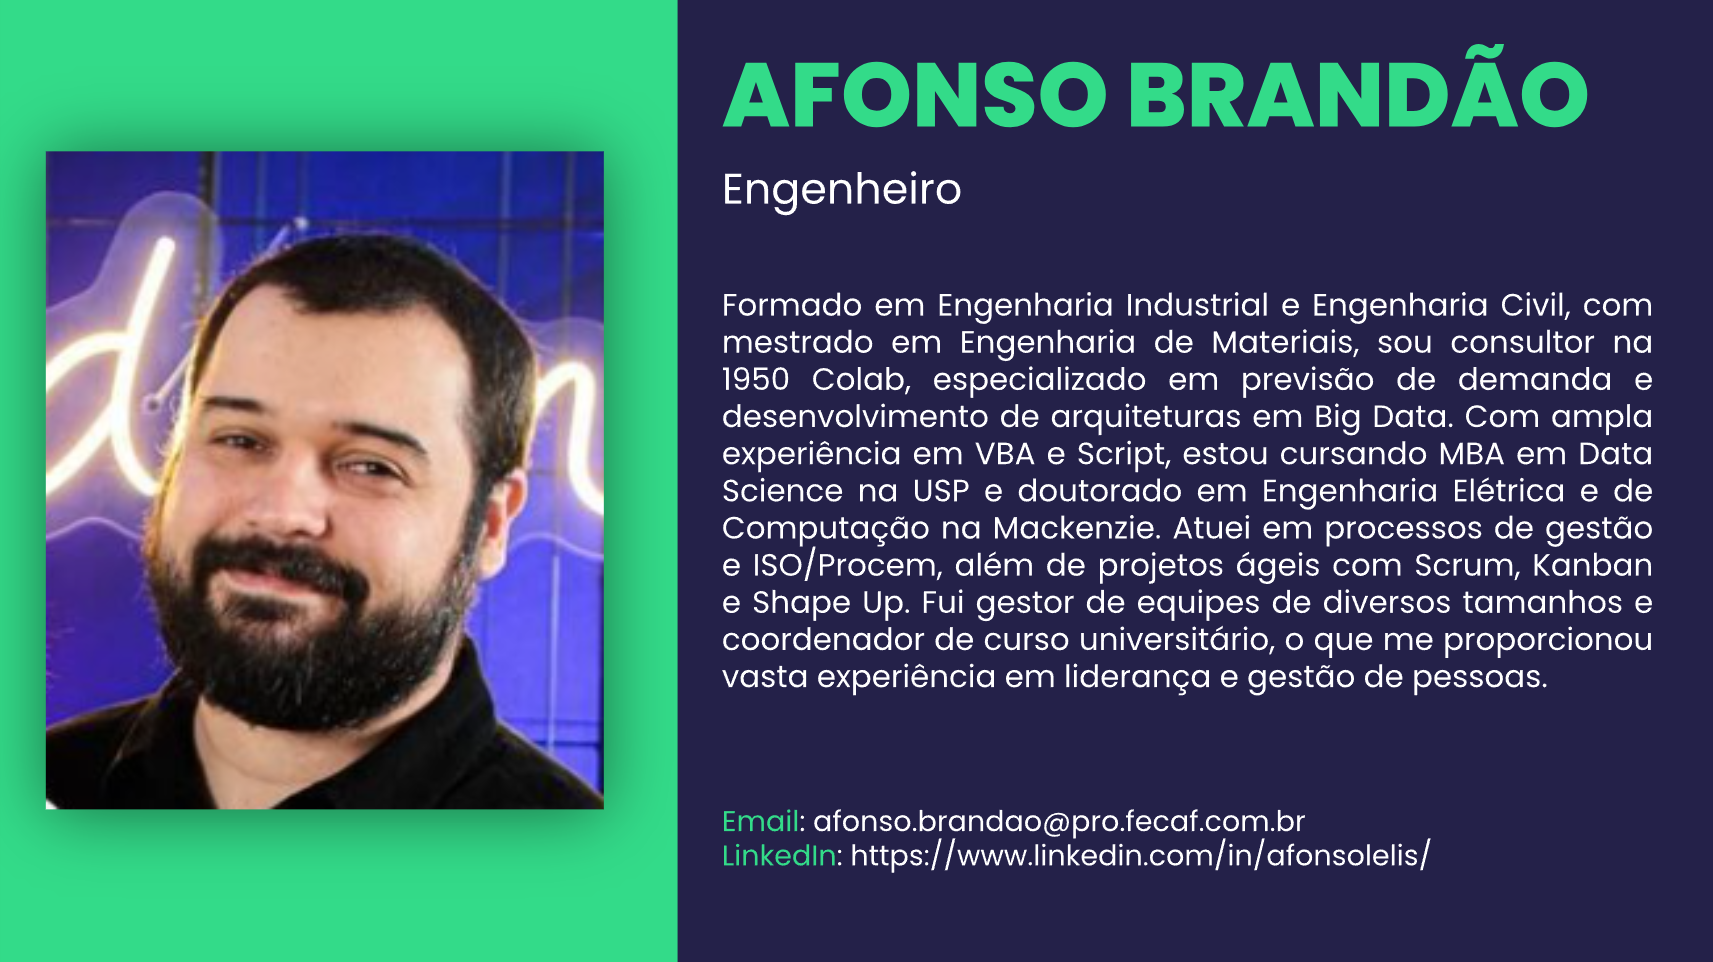 AFONSO BRANDÃO
Engenheiro
Formado em Engenharia Industrial e Engenharia Civil, com
mestrado em Engenharia de Materiais, sou consultor na
1950 Colab, especializado em previsão de demanda e
desenvolvimento de arquiteturas em Big Data. Com ampla
experiência em VBA e Script, estou cursando MBA em Data
Science na USP e doutorado em Engenharia Elétrica e de
Computação na Mackenzie. Atuei em processos de gestão
e ISO/Procem, além de projetos ágeis com Scrum, Kanban
e Shape Up. Fui gestor de equipes de diversos tamanhos e
coordenador de curso universitário, o que me proporcionou
vasta experiência em liderança e gestão de pessoas.
Email: afonso.brandao@pro.fecaf.com.br
LinkedIn: https://www.linkedin.com/in/afonsolelis/